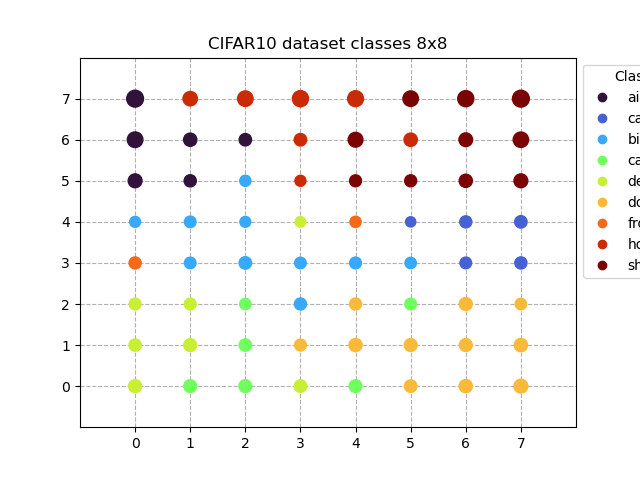 CIFAR10 dataset classes 8x8
Clas
ai
ca
bi
ca
de
do
fro
ho
sh
7
6
5
4
3
2
1
0
0 1 2 3 4 5 6 7